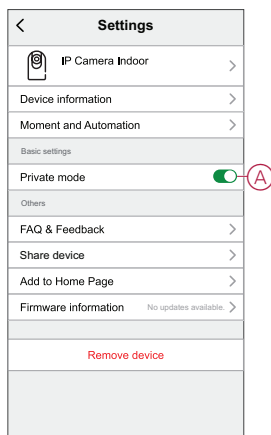 Settings
IP Camera Indoor
Device information
Moment and Automation
Basic settings
Private mode
A
Others
FAQ & Feedback
Share device
Add to Home Page
Firmware information No updates available.
Remove device